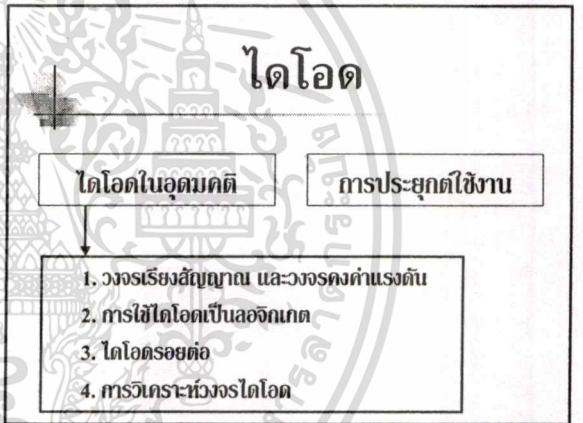 ไดโอด
ไดโอดในอุดมคติ
การประยุกต์ใช้งาน
1. วงจรเรียงสัญญาณ และวงจรคงค่าแรงดัน
2. การใช้ไดโอดเป็นลอจิกเกต
3. ไดโอดรอยต่อ
4. การวิเคราะห์วงจรไดโอด